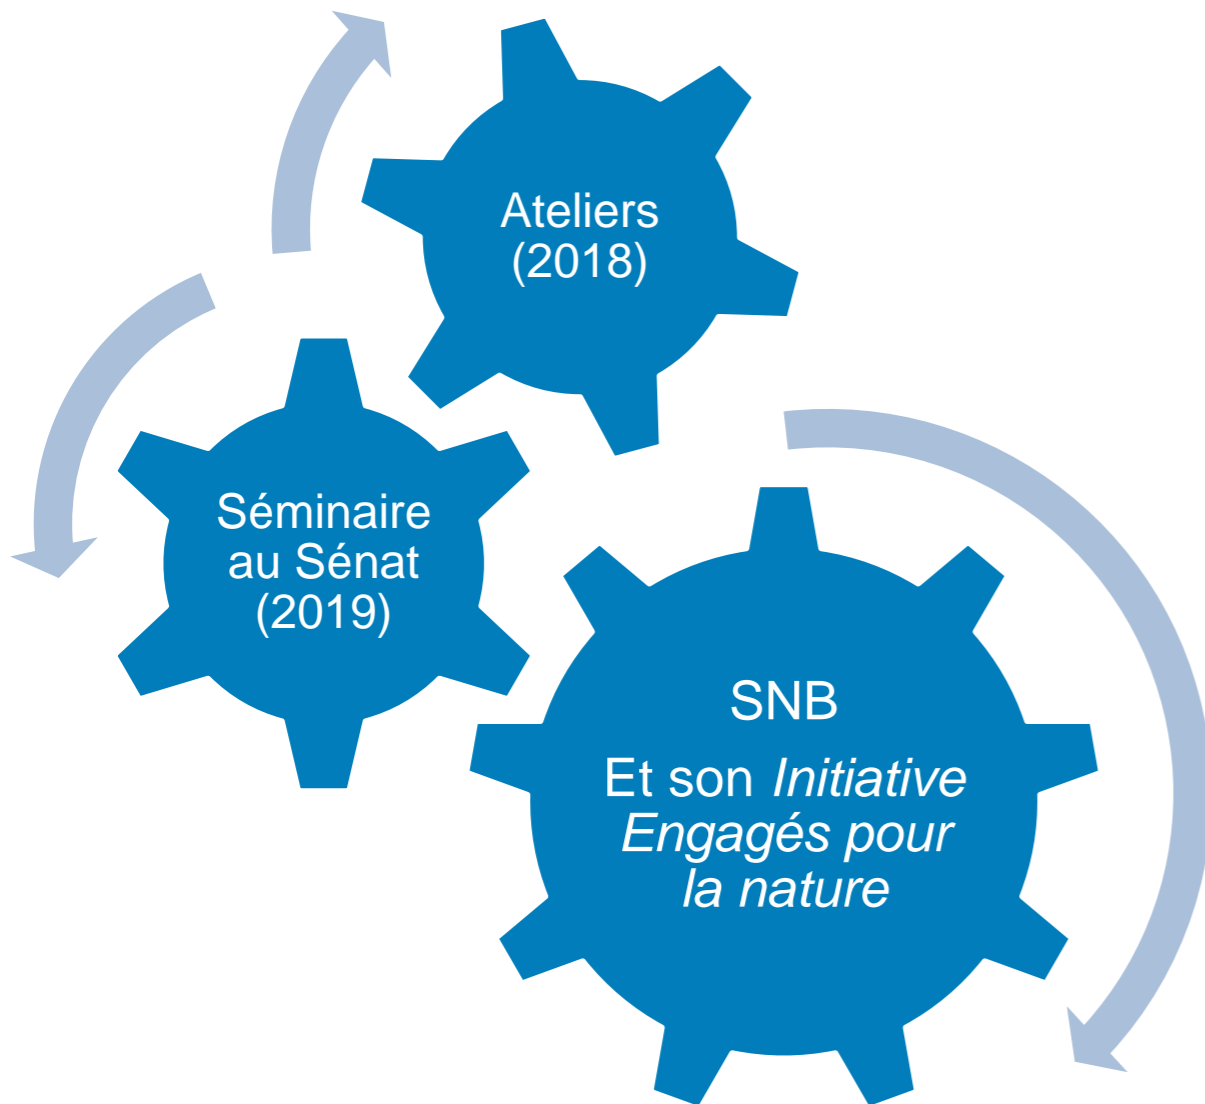 Ateliers
(2018)
Séminaire
au Sénat
(2019)
SNB
Et son Initiative
Engagés pour
la nature